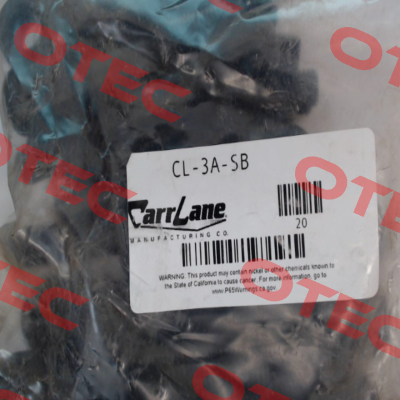 CL-3A-SB
CarrLane
MANUFACTURING CO.
20
WARNING: This product may contain nickel or other chemicals known to
the State of California to cause cancer. For more information, go to
www.P65Warnings.ca.gov
OTEC
OTEC
OTEC
OTEC
OTEC
OTEC
OTEC